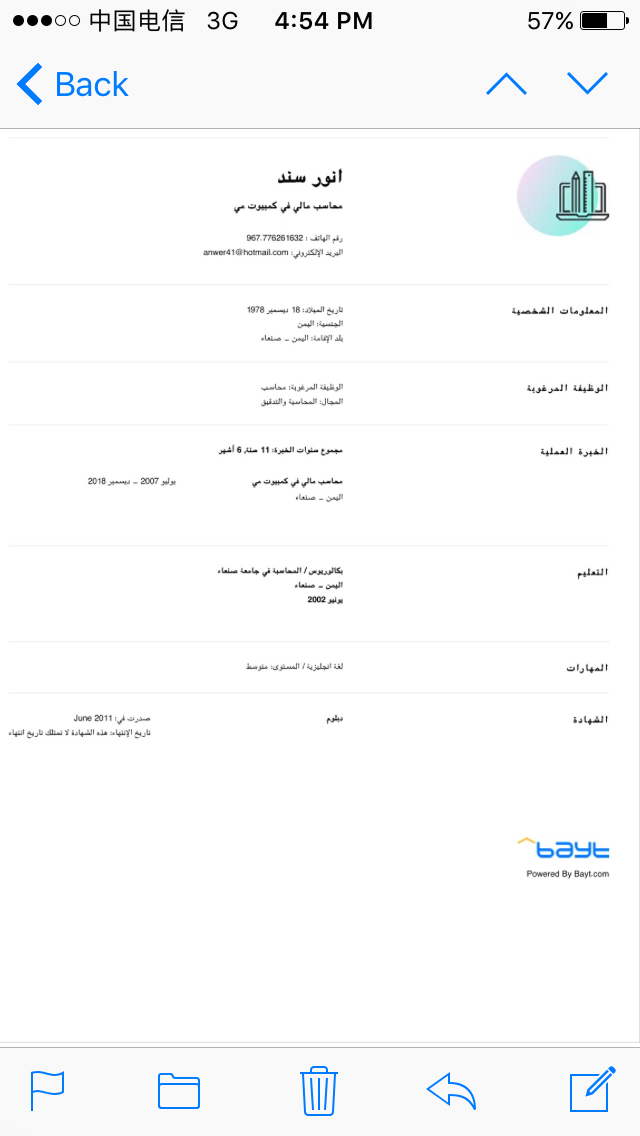 中国电信 3G 4:54 PM 57%
Back
انور سند
محاسب مالي في كمبيوت مي
رقم الهاتف : 967.776261632
البريد الإلكتروني: anwer41@hotmail.com
المعلومات الشخصية
تاريخ الميلاد: 18 ديسمبر 1978
الجنسية: اليمن
بلد الإقامة: اليمن - صنعاء
الوظيفة المرغوبة
الوظيفة المرغوبة: محاسب
المجال: المحاسبة والتدقيق
الخبرة العملية
مجموع سنوات الخبرة: 11 سنة, 6 أشهر
محاسب مالي في كمبيوت مي
يوليو 2007 - ديسمبر 2018
اليمن - صنعاء
التعليم
بكالوريوس / المحاسبة في جامعة صنعاء
اليمن - صنعاء
يونيو 2002
المهارات
لغة انجليزية / المستوى: متوسط
الشهادة
دبلوم
صدرت في: June 2011
تاريخ الإنتهاء: هذه الشهادة لا تمتلك تاريخ انتهاء
bayt
Powered By Bayt.com